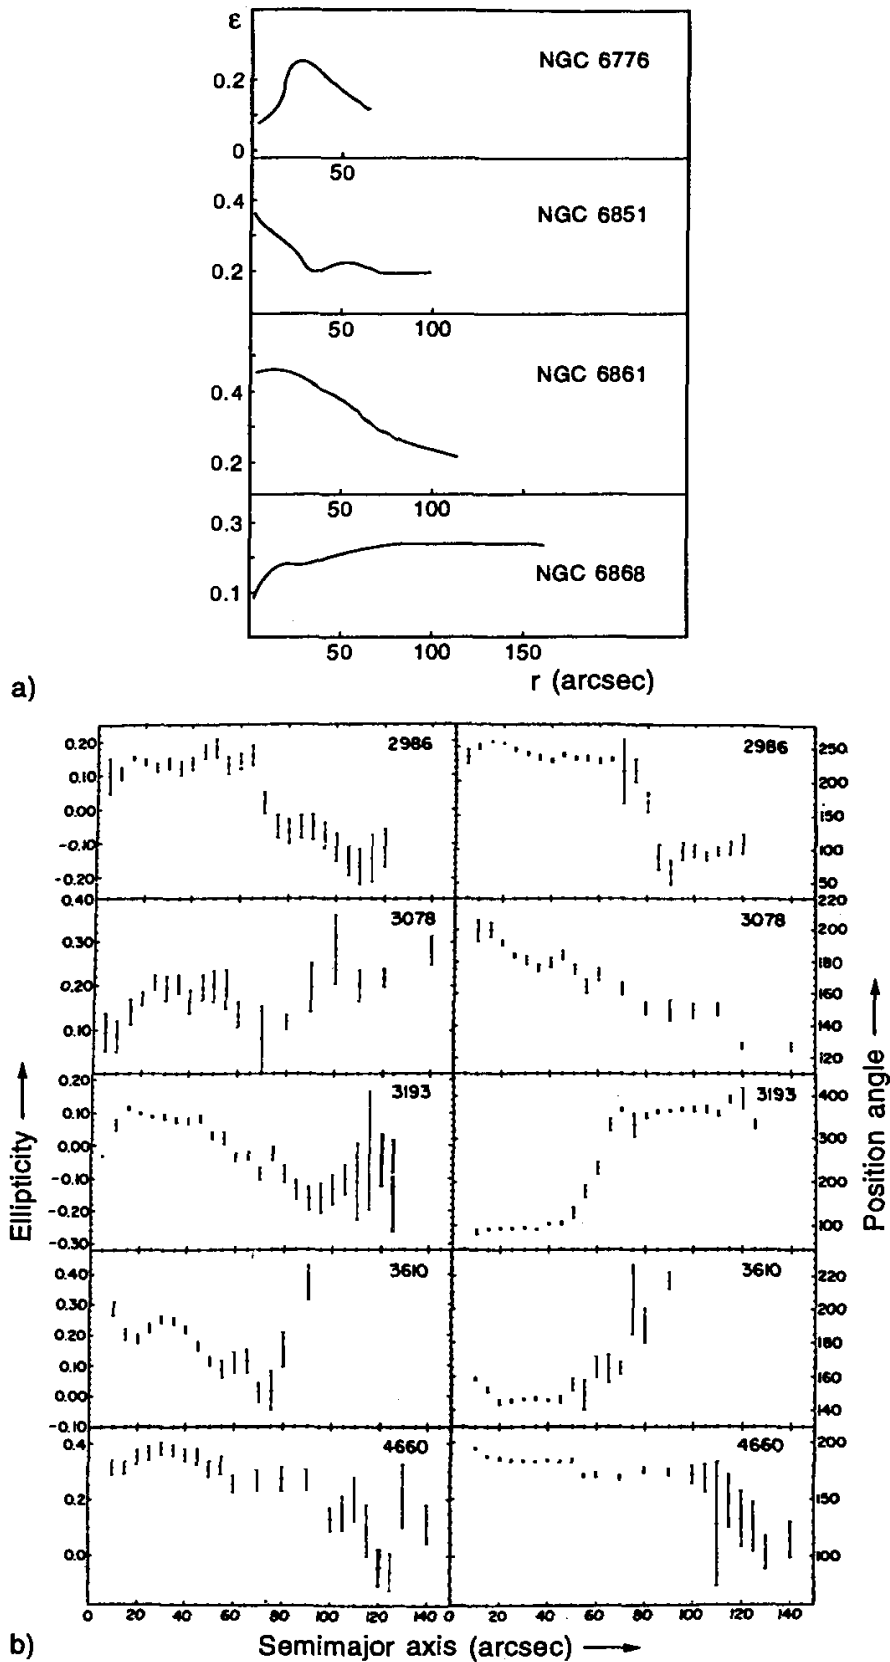 ε
NGC 6776
0.2
0
50
0.4
NGC 6851
0.2
50 100
NGC 6861
0.4
0.2
50 100
0.3
NGC 6868
0.1
50 100 150
r (arcsec)
a)
0.20 2986 2986 250
0.10 200
0.00 150
-0.10 100
-0.20 50
0.40 3078 3078 220
0.30 200
0.20 180
160
0.10 140
120
0.20 3193 3193 400
0.10
0.00 300
-0.10 200
-0.20 100
-0.30
0.40 3610 3610 220
0.30 200
0.20 180
0.10 160
0.00 140
-0.10
0.4 4660 4660 200
0.2 150
0.0 100
0 20 40 60 80 100 120 140 0 20 40 60 80 100 120 140
Ellipticity →
Position angle →
b) Semimajor axis (arcsec) →